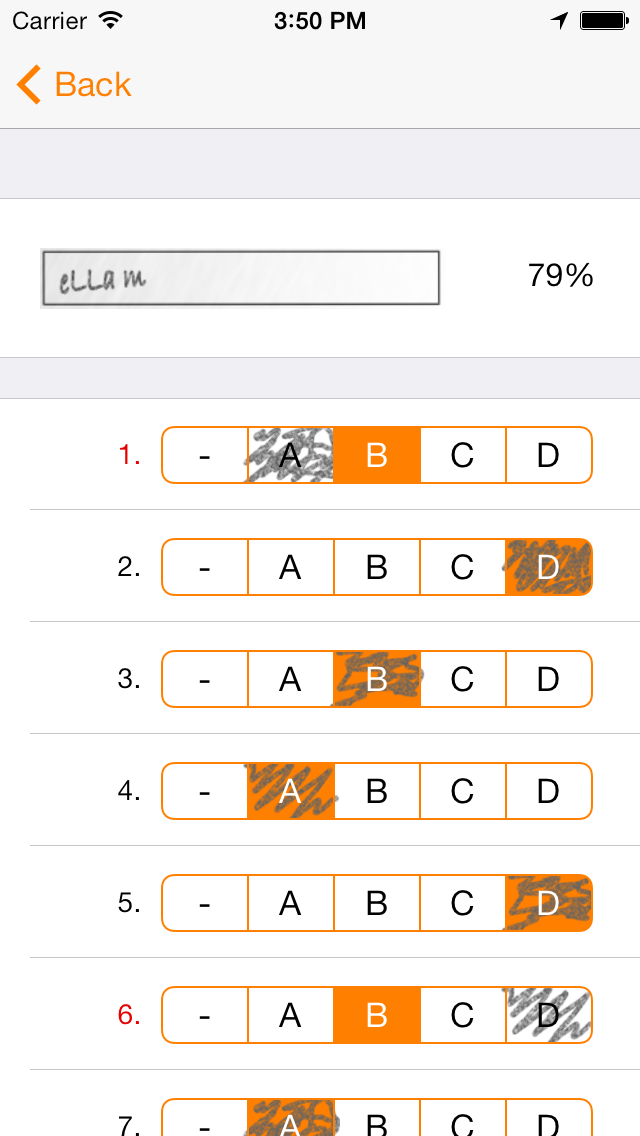 Carrier 3:50 PM
Back
eLLam 79%
1. - A B C D
2. - A B C D
3. - A B C D
4. - A B C D
5. - A B C D
6. - A B C D
7. - A B C D